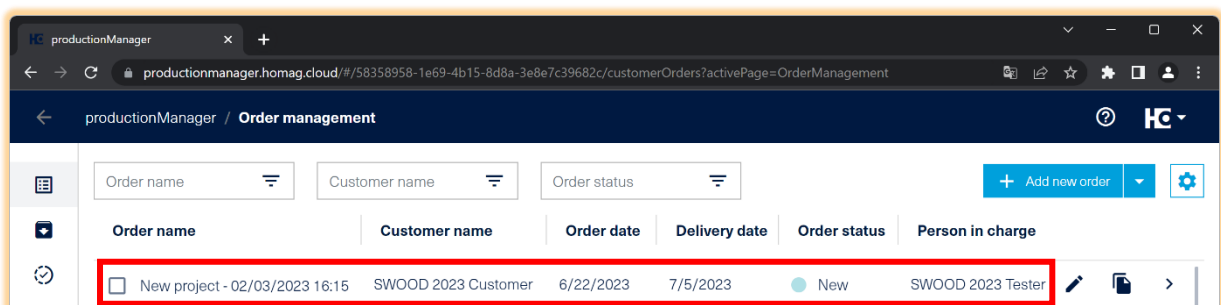 productionManager
productionmanager.homag.cloud/#/58358958-1e69-4b15-8d8a-3e8e7c39682c/customerOrders?activePage=OrderManagement
productionManager / Order management
Order name Customer name Order status + Add new order
Order name Customer name Order date Delivery date Order status Person in charge
New project - 02/03/2023 16:15 SWOOD 2023 Customer 6/22/2023 7/5/2023 New SWOOD 2023 Tester